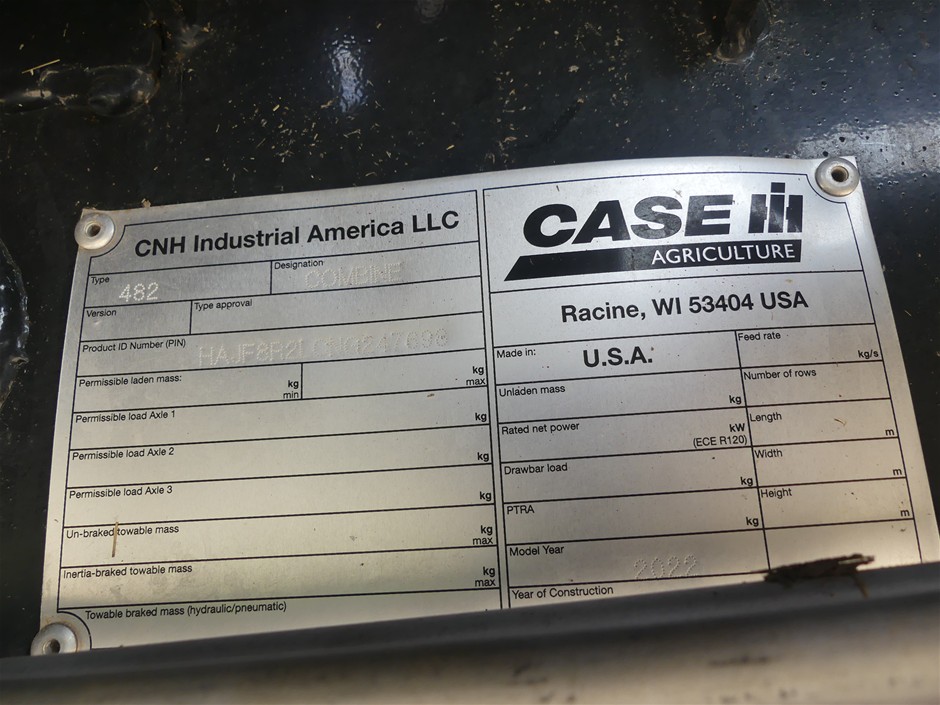 CNH Industrial America LLC
Type
482
Designation
COMBINE
Version
Type approval
Product ID Number (PIN)
Permissible laden mass:
kg
min
kg
max
Permissible load Axle 1
kg
Permissible load Axle 2
kg
Permissible load Axle 3
kg
Un-braked towable mass
kg
max
Inertia-braked towable mass
kg
max
Towable braked mass (hydraulic/pneumatic)
CASE IH
AGRICULTURE
Racine, WI 53404 USA
Made in:
U.S.A.
Feed rate
kg/s
Unladen mass
kg
Number of rows
Rated net power
kW
(ECE R120)
Length
m
Drawbar load
kg
Width
m
PTRA
kg
Height
m
Model Year
2022
Year of Construction